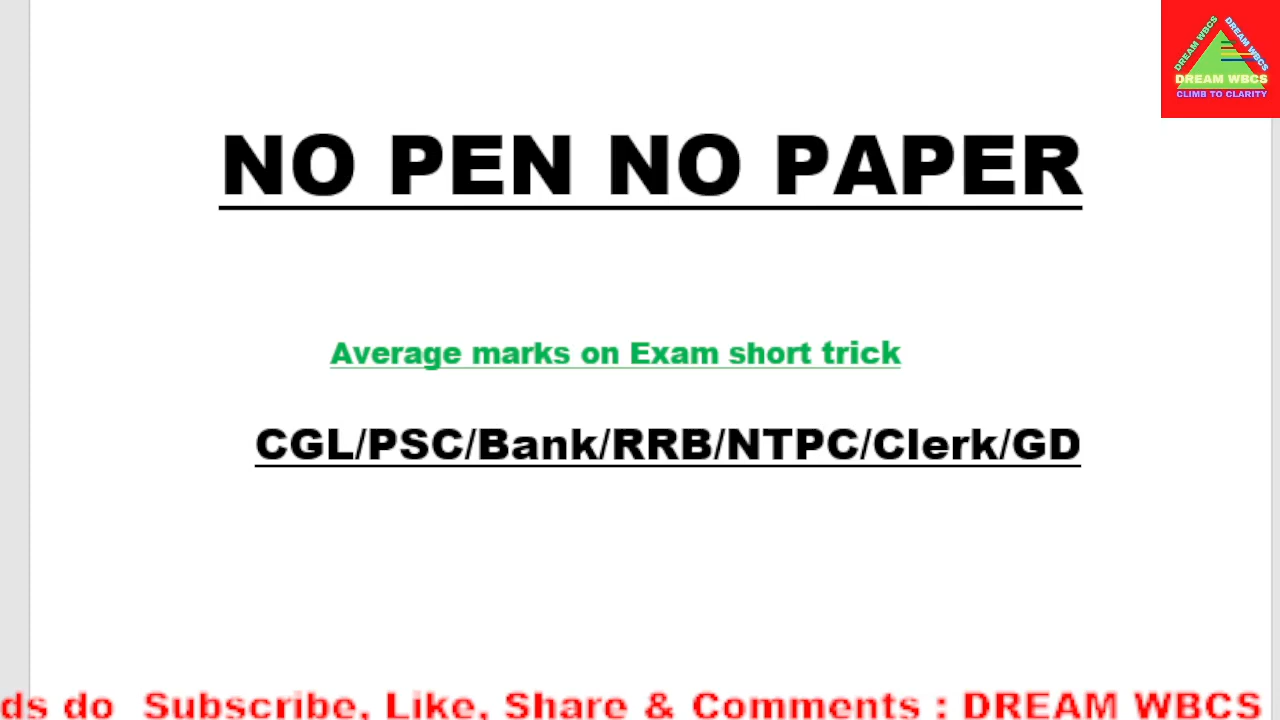 DREAM WBCS
DREAM WBCS
DREAM WBCS
CLIMB TO CLARITY
NO PEN NO PAPER
Average marks on Exam short trick
CGL/PSC/Bank/RRB/NTPC/Clerk/GD
ds do Subscribe, Like, Share & Comments : DREAM WBCS